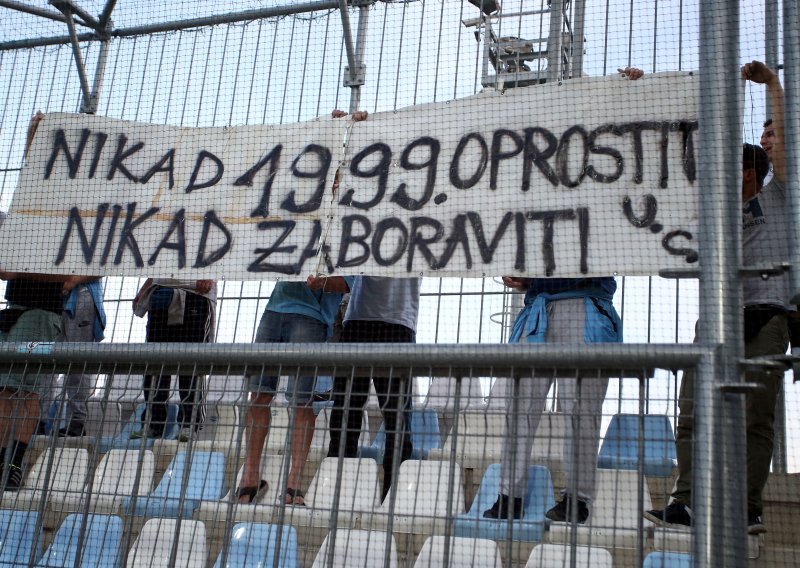 NIKAD 1999. OPROSTITI
NIKAD ZABORAVITI U.S.